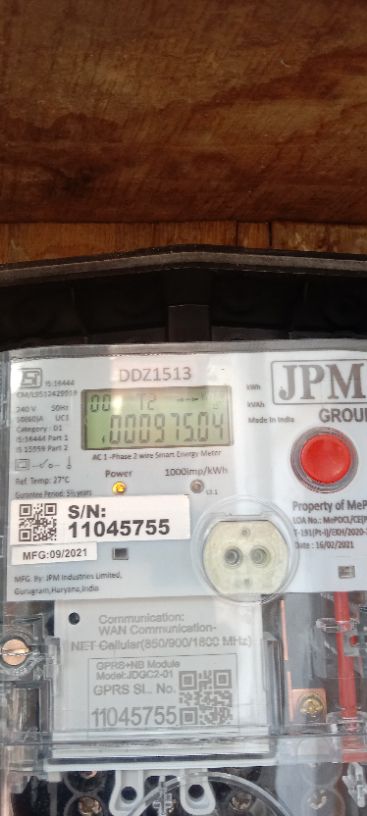 IS:16444
DDZ1513
240 V 50Hz
Category : D1
IS:16444 Part 1
IS 15959 Part 2
00 T2
000975.04
kWh
kVAh
Made in India
JPM
GROUP
AC 1 -Phase 2 wire Smart Energy Meter
Ref. Temp: 27°C
Power
1000imp/kWh
S/N:
11045755
MFG:09/2021
Property of MeP
Date : 16/02/2021
MFG. By: JPM Industries Limited,
Gurugram,Haryana,India
Communication:
WAN Communication-
NET Cellular(850/900/1800 MHz)
GPRS+NB Module
Model:JDGC2-01
GPRS SL. No.
11045755